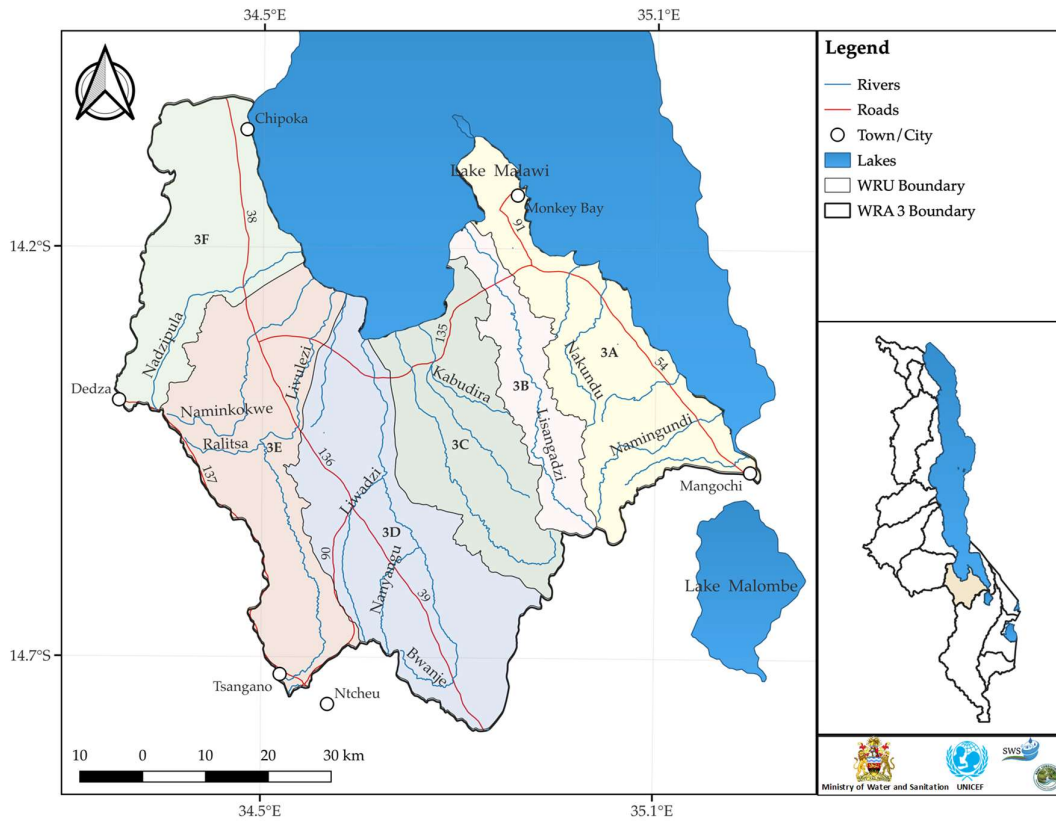 34.5°E
35.1°E
Chipoka
Lake Malawi
Monkey Bay
91
38
3F
14.2°S
14.2°S
135
Nadzipula
Livulezi
Nakundu
3A
54
Kabudira
3B
Dedza
Naminkokwe
Lisangadzi
Namingundi
Ralitsa
3E
3C
136
137
Mangochi
Liwadzi
3D
90
Nanyangu
39
Lake Malombe
14.7°S
Bwanje
Tsangano
Ntcheu
10 0 10 20 30 km
34.5°E
35.1°E
Legend
Rivers
Roads
Town/City
Lakes
WRU Boundary
WRA 3 Boundary
Ministry of Water and Sanitation
UNICEF
SWS